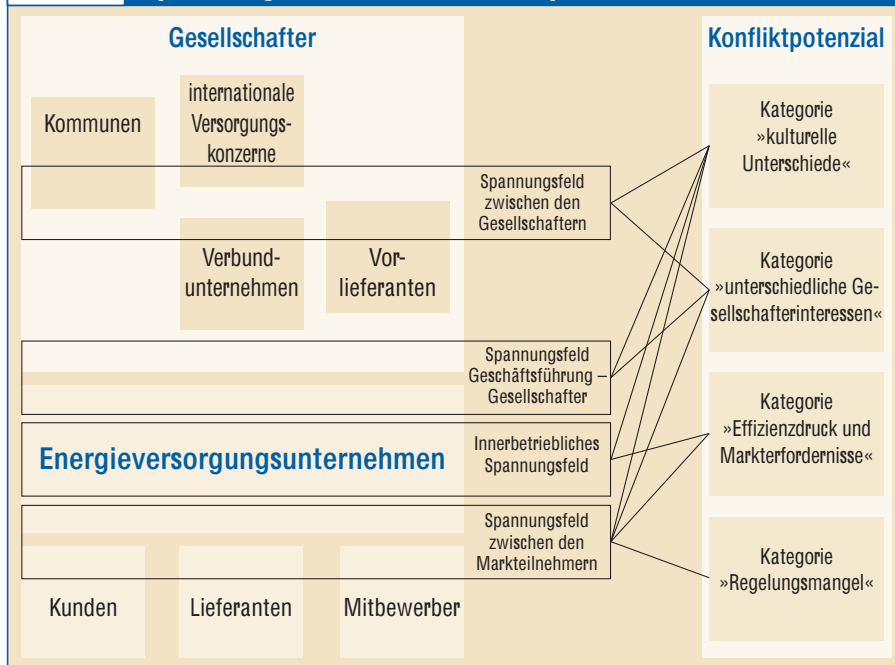 Gesellschafter
Kommunen
internationale
Versorgungs-
konzerne
Spannungsfeld
zwischen den
Gesellschaftern
Verbund-
unternehmen
Vor-
lieferanten
Spannungsfeld
Geschäftsführung –
Gesellschafter
Energieversorgungsunternehmen
Innerbetriebliches
Spannungsfeld
Spannungsfeld
zwischen den
Markteilnehmern
Kunden
Lieferanten
Mitbewerber
Konfliktpotenzial
Kategorie
»kulturelle
Unterschiede«
Kategorie
»unterschiedliche Ge-
sellschafterinteressen«
Kategorie
»Effizienzdruck und
Markterfordernisse«
Kategorie
»Regelungsmangel«